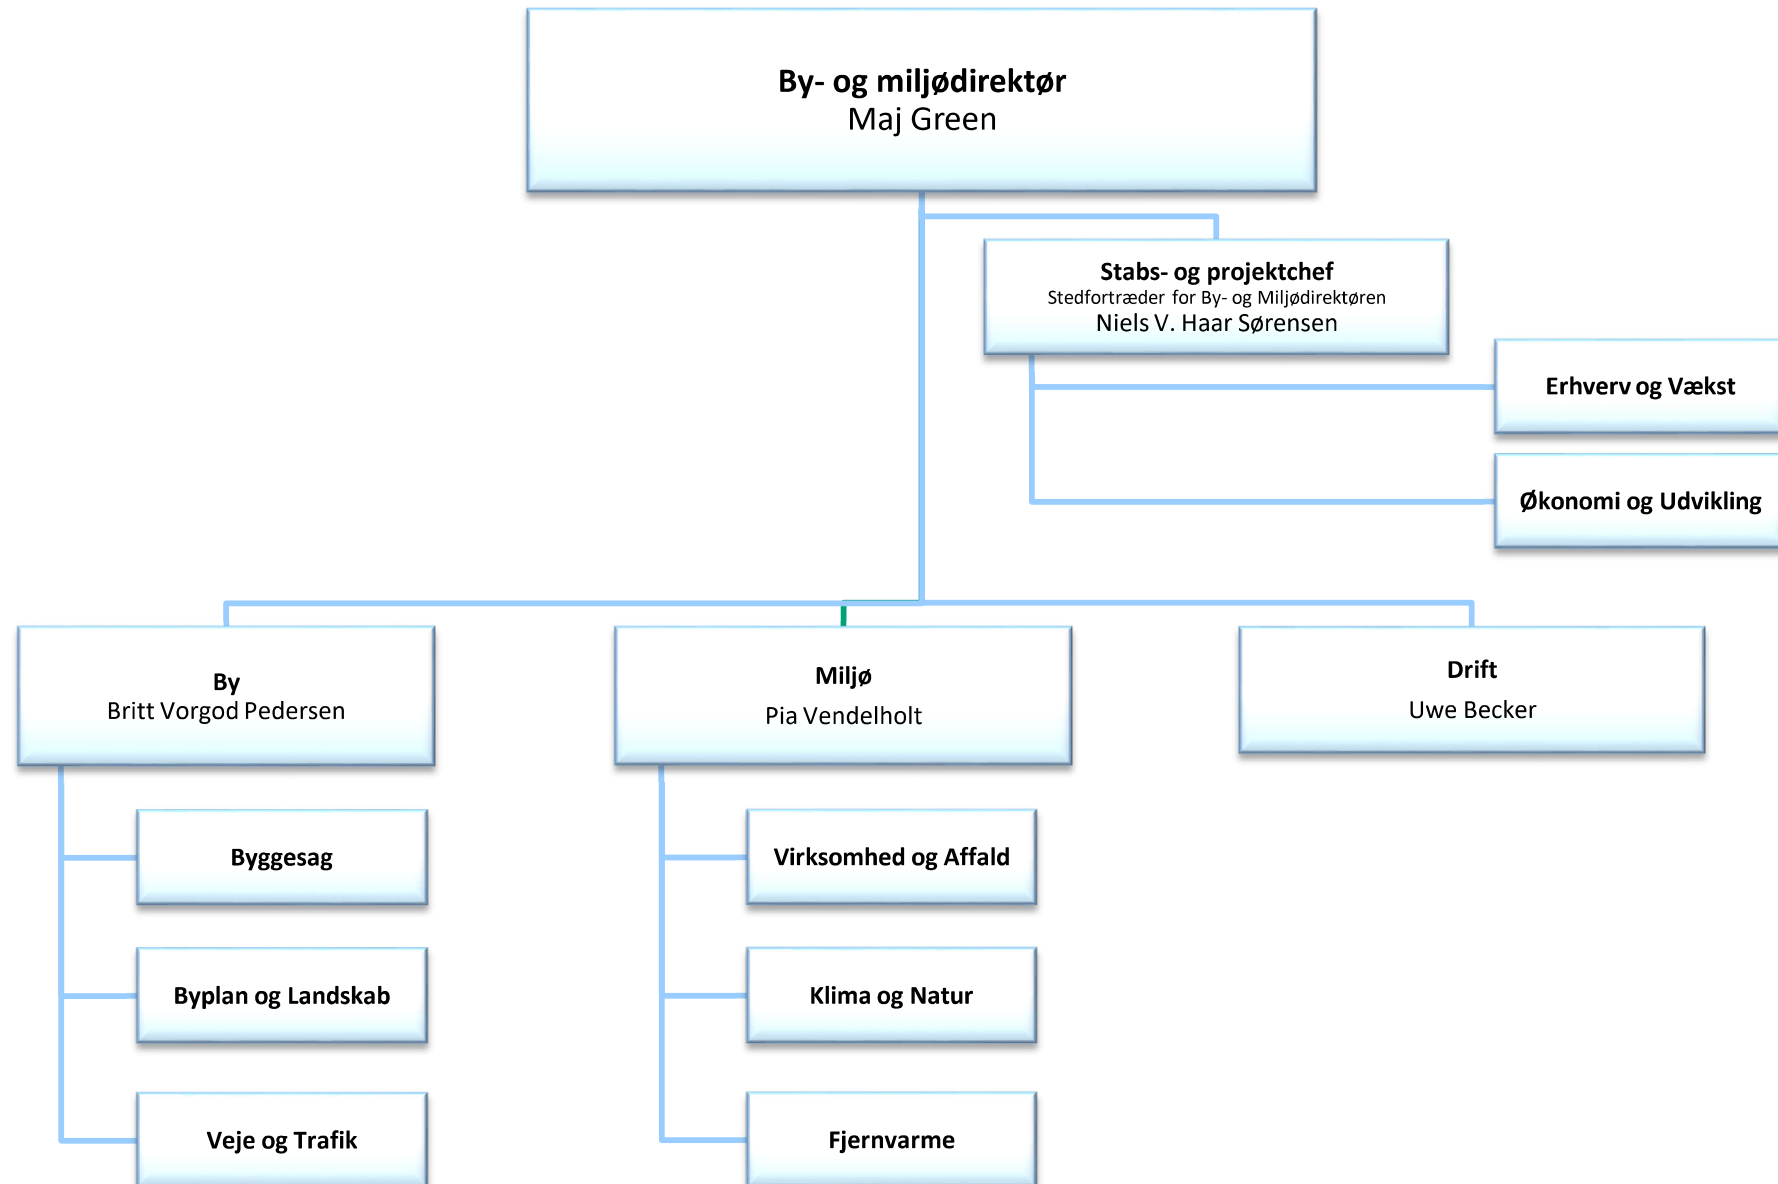 By- og miljødirektør
Maj Green
Stabs- og projektchef
Stedfortræder for By- og Miljødirektøren
Niels V. Haar Sørensen
Erhverv og Vækst
Økonomi og Udvikling
By
Britt Vorgod Pedersen
Miljø
Pia Vendelholt
Drift
Uwe Becker
Byggesag
Byplan og Landskab
Veje og Trafik
Virksomhed og Affald
Klima og Natur
Fjernvarme